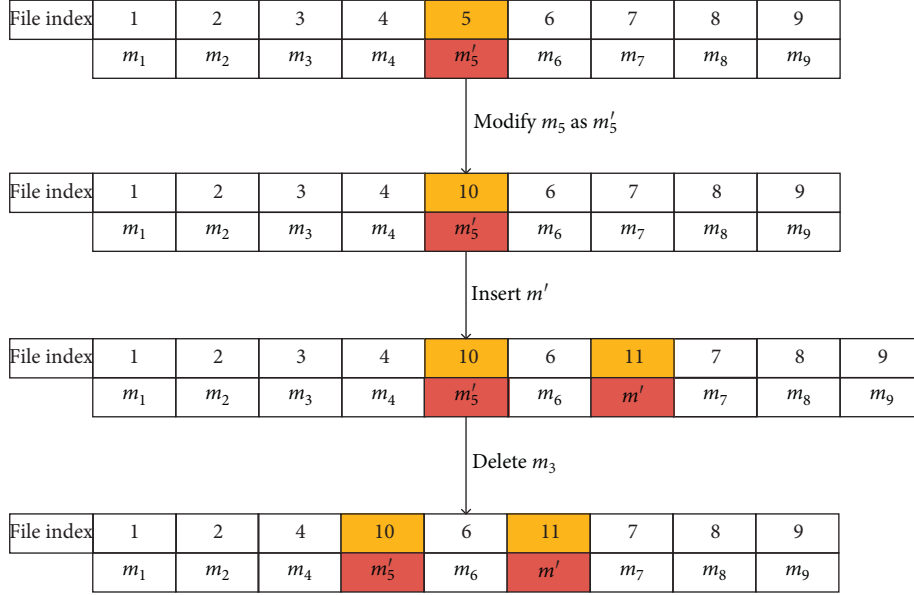 File index 1 2 3 4 5 6 7 8 9
m₁ m₂ m₃ m₄ m′₅ m₆ m₇ m₈ m₉
Modify m₅ as m′₅
File index 1 2 3 4 10 6 7 8 9
m₁ m₂ m₃ m₄ m′₅ m₆ m₇ m₈ m₉
Insert m′
File index 1 2 3 4 10 6 11 7 8 9
m₁ m₂ m₃ m₄ m′₅ m₆ m′ m₇ m₈ m₉
Delete m₃
File index 1 2 4 10 6 11 7 8 9
m₁ m₂ m₄ m′₅ m₆ m′ m₇ m₈ m₉